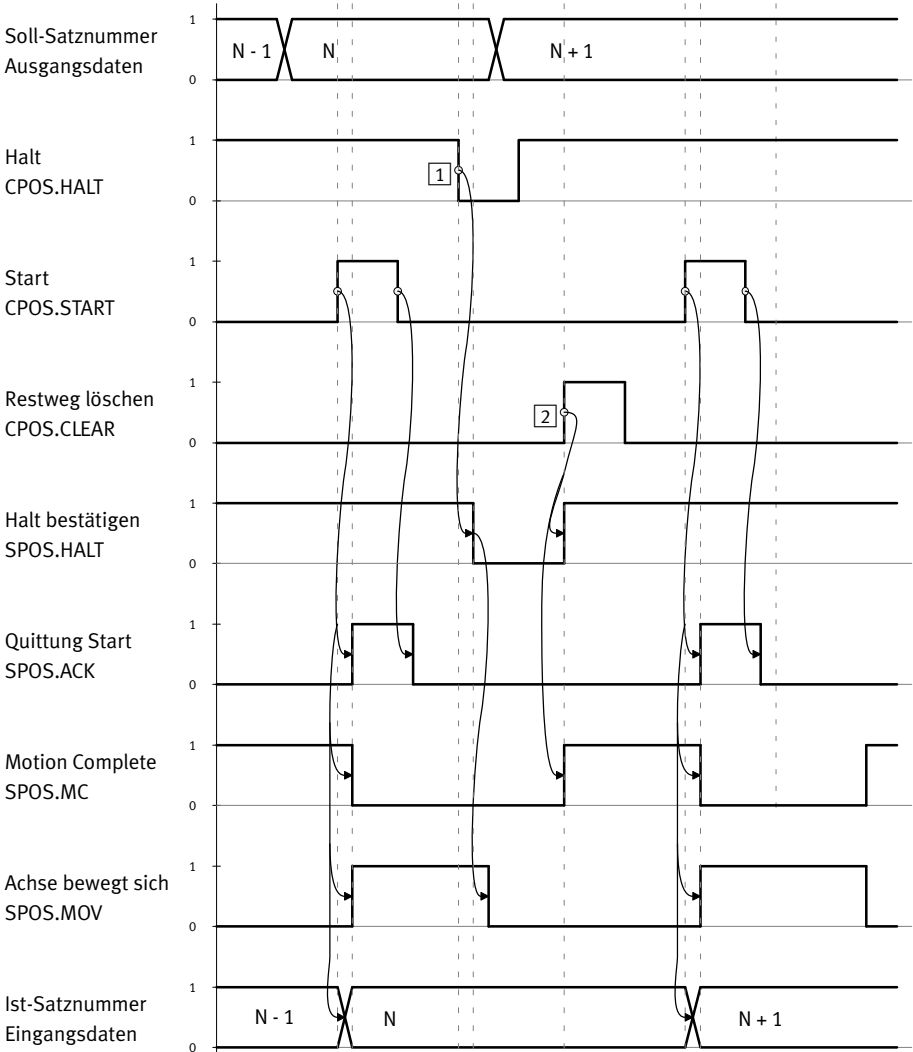 1
Soll-Satznummer
N - 1
N
N + 1
Ausgangsdaten
0
1
Halt
1
CPOS.HALT
0
1
Start
CPOS.START
0
1
Restweg löschen
2
CPOS.CLEAR
0
1
Halt bestätigen
SPOS.HALT
0
1
Quittung Start
SPOS.ACK
0
1
Motion Complete
SPOS.MC
0
1
Achse bewegt sich
SPOS.MOV
0
1
Ist-Satznummer
N - 1
N
N + 1
Eingangsdaten
0